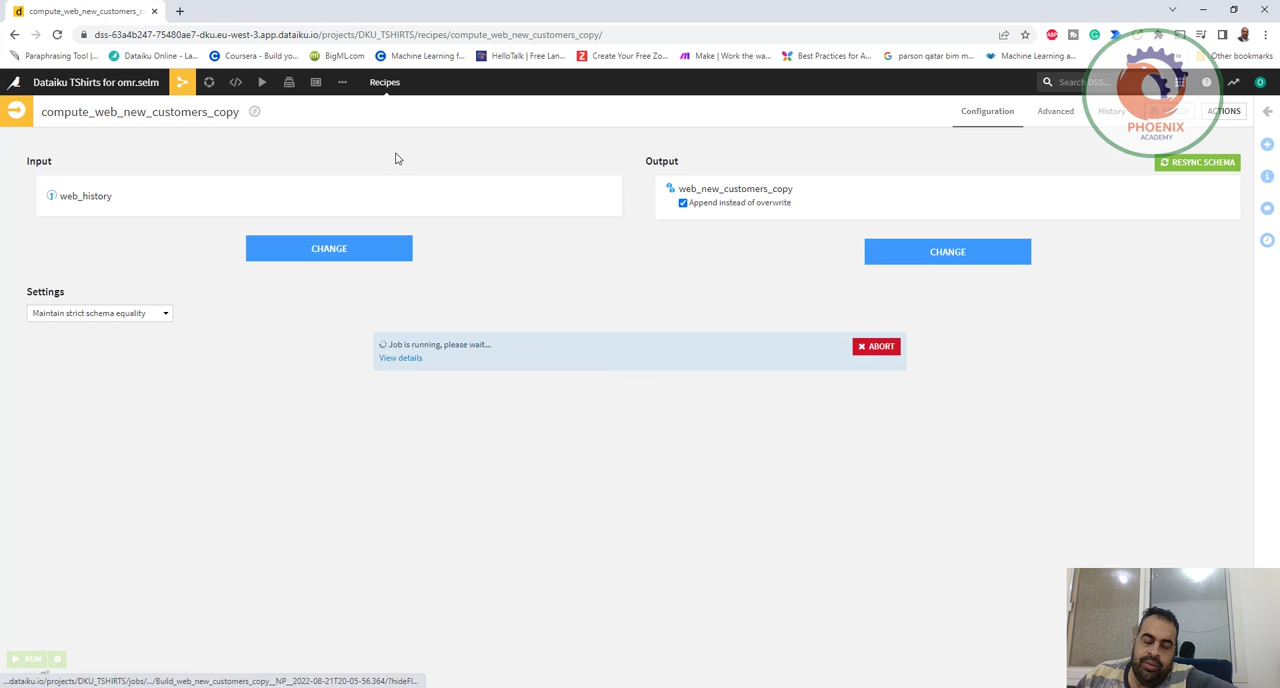 compute_web_new_customers_c
dss-63a4b247-75480ae7-dku.eu-west-3.app.dataiku.io/projects/DKU_TSHIRTS/recipes/compute_web_new_customers_copy/
Paraphrasing Tool |... Dataiku Online - La... Coursera - Build yo... BigML.com Machine Learning f... HelloTalk | Free Lan... Create Your Free Zo... Make | Work the wa... Best Practices for A... parson qatar bim m... Machine Learning a... Other bookmarks
Dataiku TShirts for omr.selm Recipes Search DSS...
compute_web_new_customers_copy Configuration Advanced History ACTIONS
PHOENIX
ACADEMY
Input Output RESYNC SCHEMA
web_history web_new_customers_copy
Append instead of overwrite
CHANGE CHANGE
Settings
Maintain strict schema equality
Job is running, please wait... ABORT
View details
RUN
...dataiku.io/projects/DKU_TSHIRTS/jobs/.../Build_web_new_customers_copy__NP__2022-08-21T20-05-56.364/?hideFl...